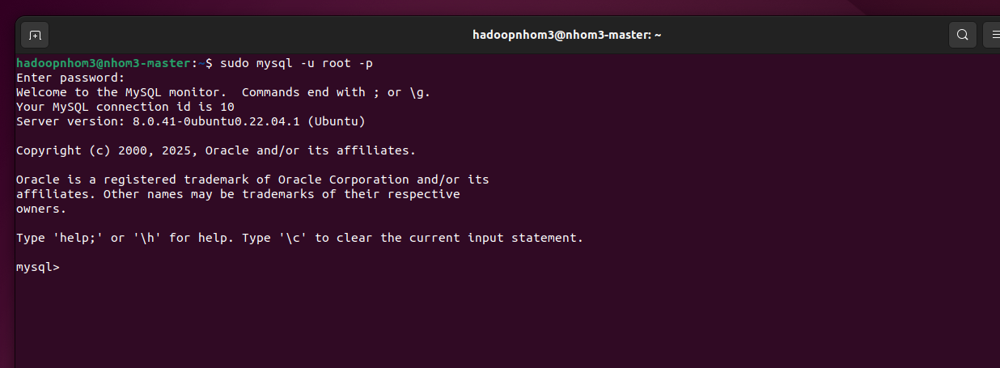 hadoopnhom3@nhom3-master: ~
hadoopnhom3@nhom3-master:~$ sudo mysql -u root -p
Enter password:
Welcome to the MySQL monitor.  Commands end with ; or \g.
Your MySQL connection id is 10
Server version: 8.0.41-0ubuntu0.22.04.1 (Ubuntu)
Copyright (c) 2000, 2025, Oracle and/or its affiliates.
Oracle is a registered trademark of Oracle Corporation and/or its
affiliates. Other names may be trademarks of their respective
owners.
Type 'help;' or '\h' for help. Type '\c' to clear the current input statement.
mysql>